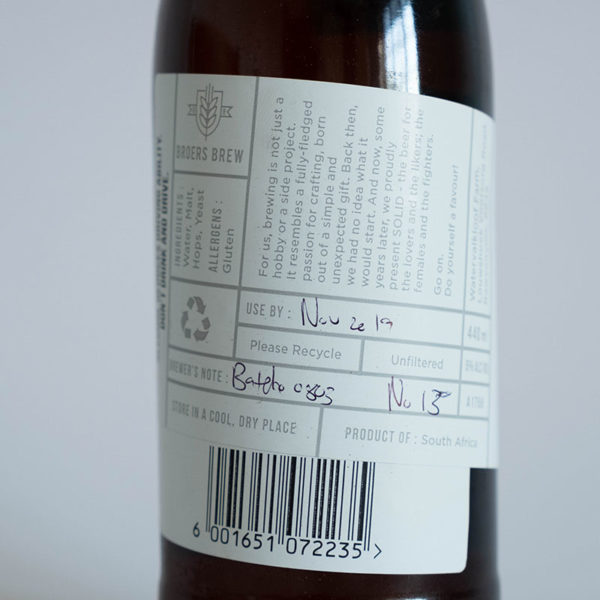 DON'T DRINK AND DRIVE.
BROERS BREW
INGREDIENTS:
Water, Malt,
Hops, Yeast
ALLERGENS:
Gluten
For us, brewing is not just a
hobby or a side project.
It resembles a fully-fledged
passion for crafting, born
out of a simple and
unexpected gift. Back then,
we had no idea what it
would start. And now, some
years later, we proudly
present SOLID - the beer for
the lovers and the likers; the
females and the fighters.
Go on.
Do yourself a favour!
USE BY: Nov 2019
440 ml
Please Recycle
Unfiltered
BREWER'S NOTE: Batch No 13
STORE IN A COOL, DRY PLACE
PRODUCT OF: South Africa
6 001651 072235 >